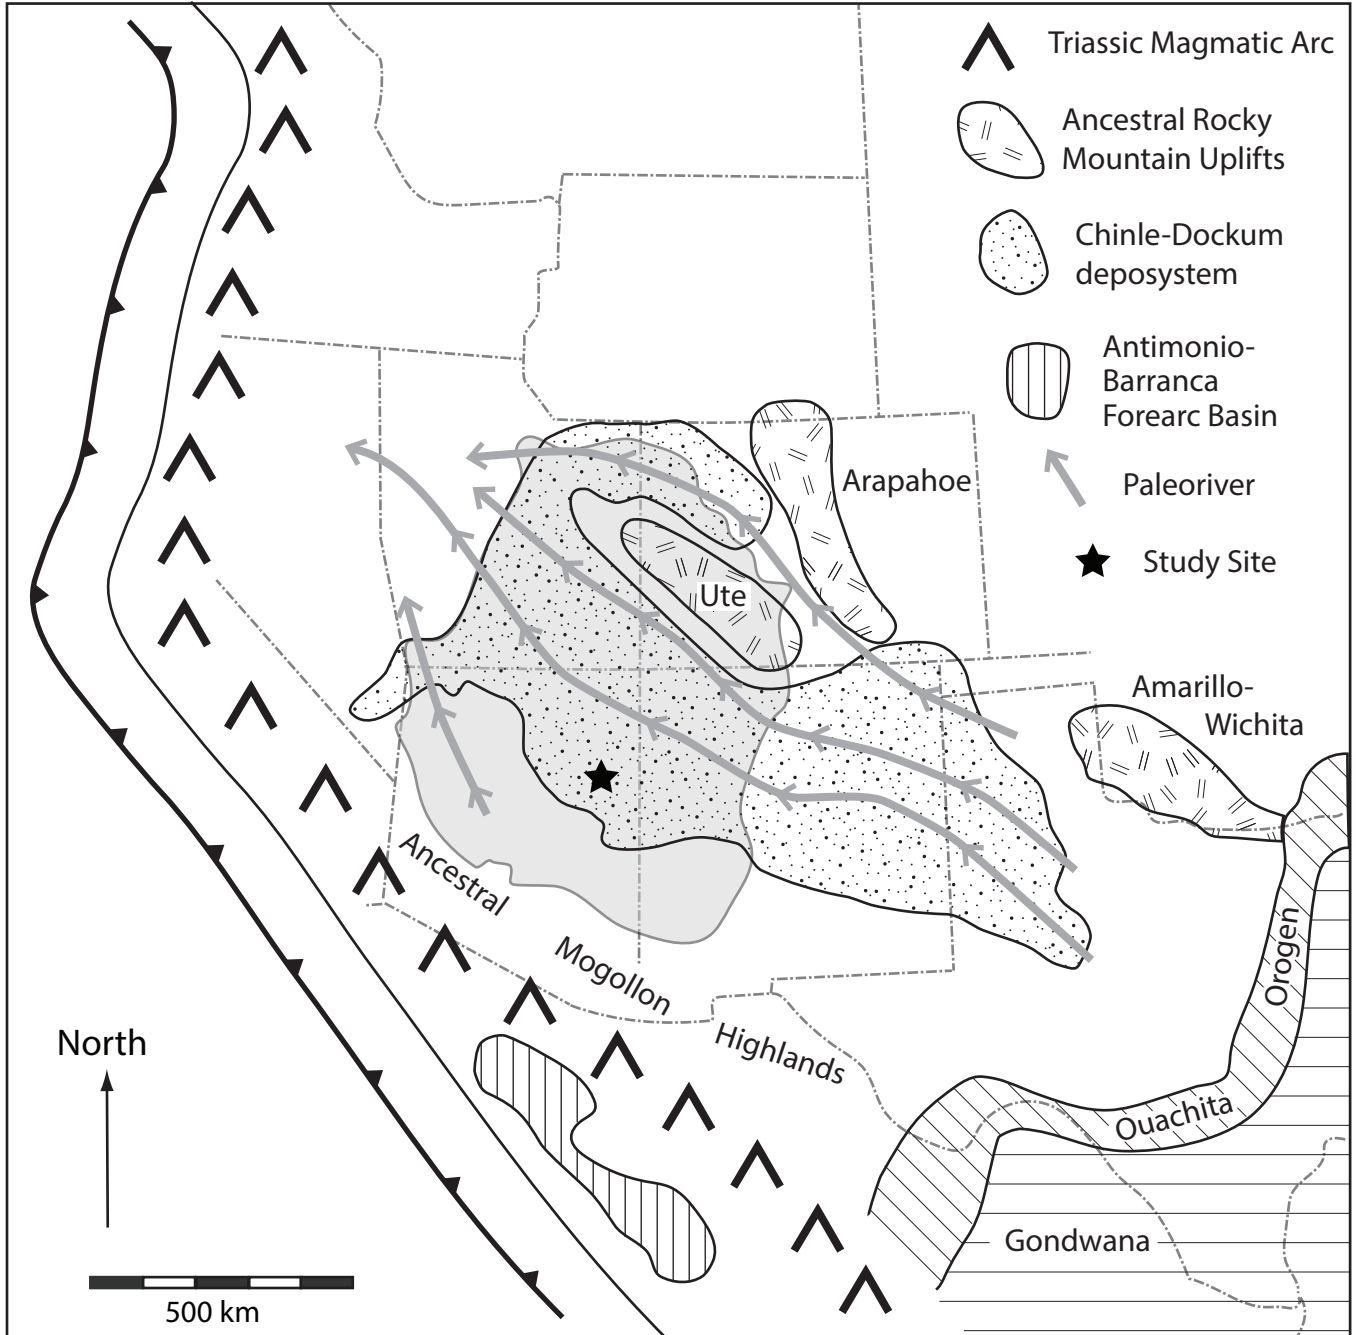 Triassic Magmatic Arc
Ancestral Rocky
Mountain Uplifts
Chinle-Dockum
deposystem
Antimonio-
Barranca
Forearc Basin
Paleoriver
Study Site
Arapahoe
Ute
Amarillo-
Wichita
Ancestral
Mogollon
Highlands
Orogen
Ouachita
Gondwana
North
500 km